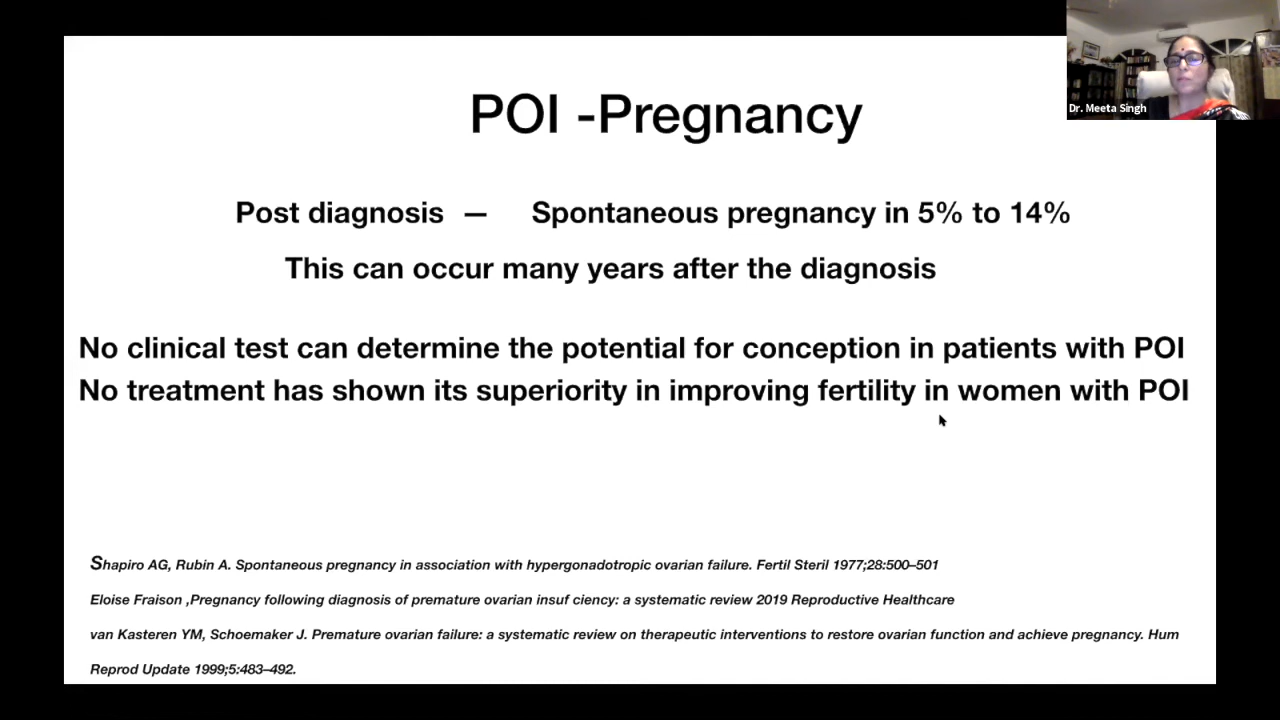 POI -Pregnancy
Dr. Meeta Singh
Post diagnosis — Spontaneous pregnancy in 5% to 14%
This can occur many years after the diagnosis
No clinical test can determine the potential for conception in patients with POI
No treatment has shown its superiority in improving fertility in women with POI
Shapiro AG, Rubin A. Spontaneous pregnancy in association with hypergonadotropic ovarian failure. Fertil Steril 1977;28:500–501
Eloise Fraison ,Pregnancy following diagnosis of premature ovarian insuf ciency: a systematic review 2019 Reproductive Healthcare
van Kasteren YM, Schoemaker J. Premature ovarian failure: a systematic review on therapeutic interventions to restore ovarian function and achieve pregnancy. Hum
Reprod Update 1999;5:483–492.